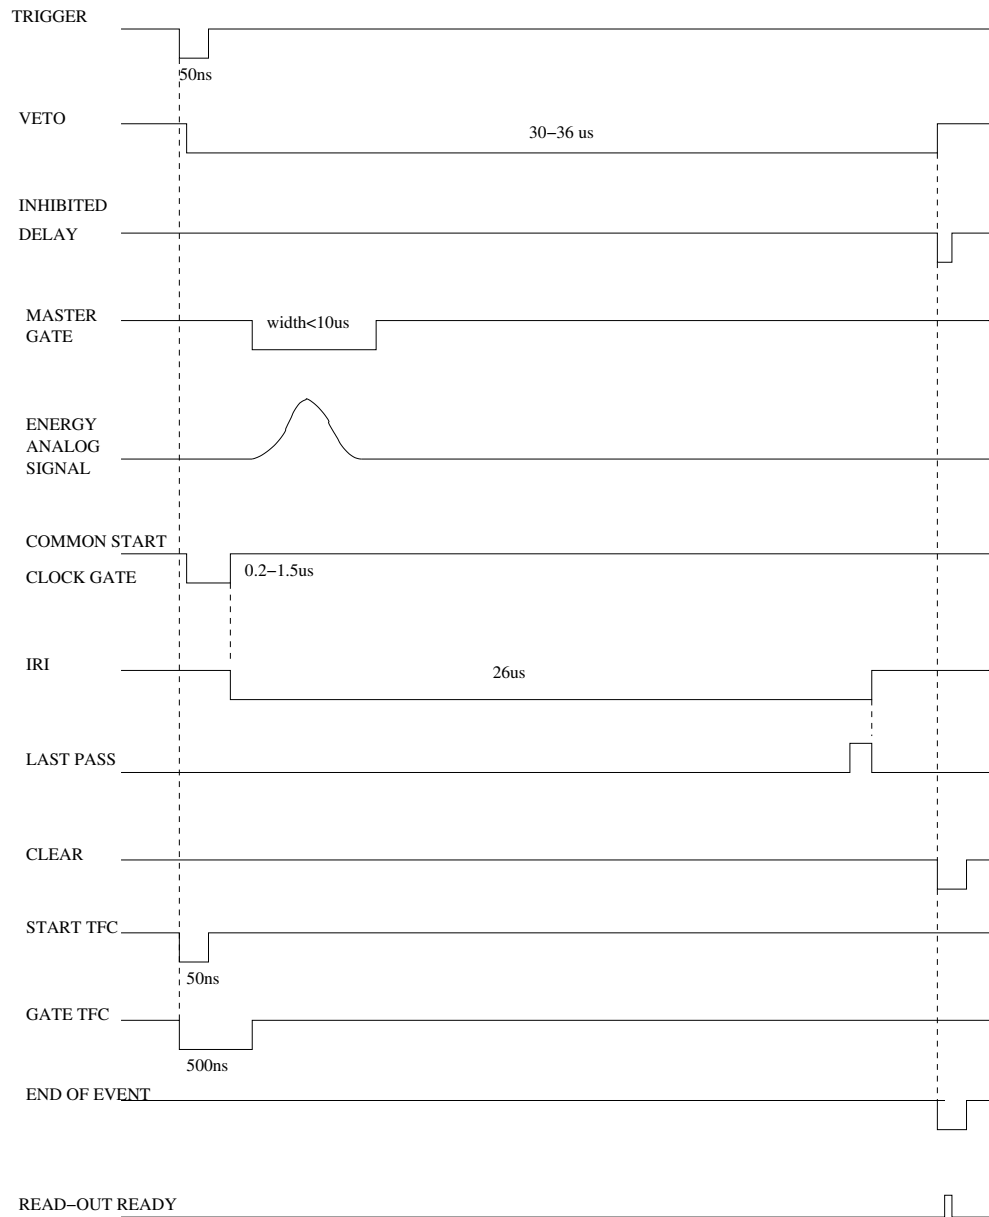 TRIGGER
50ns
VETO
30−36 us
INHIBITED
DELAY
MASTER
GATE
width<10us
ENERGY
ANALOG
SIGNAL
COMMON START
CLOCK GATE
0.2−1.5us
IRI
26us
LAST PASS
CLEAR
START TFC
50ns
GATE TFC
500ns
END OF EVENT
READ−OUT READY